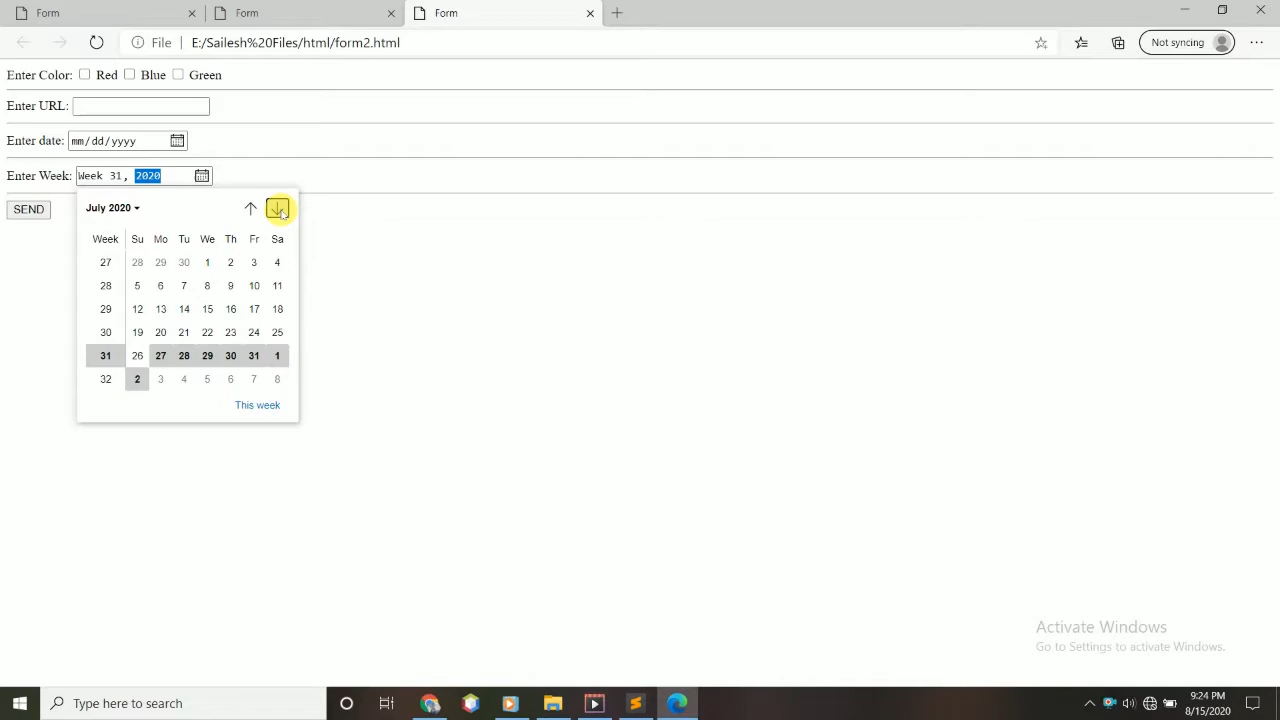 Form Form Form
File E:/Sailesh%20Files/html/form2.html Not syncing
Enter Color: Red Blue Green
Enter URL:
Enter date: mm/dd/yyyy
Enter Week: Week 31, 2020
SEND July 2020
Week Su Mo Tu We Th Fr Sa
27 28 29 30 1 2 3 4
28 5 6 7 8 9 10 11
29 12 13 14 15 16 17 18
30 19 20 21 22 23 24 25
31 26 27 28 29 30 31 1
32 2 3 4 5 6 7 8
This week
Activate Windows
Go to Settings to activate Windows.
Type here to search 9:24 PM
8/15/2020